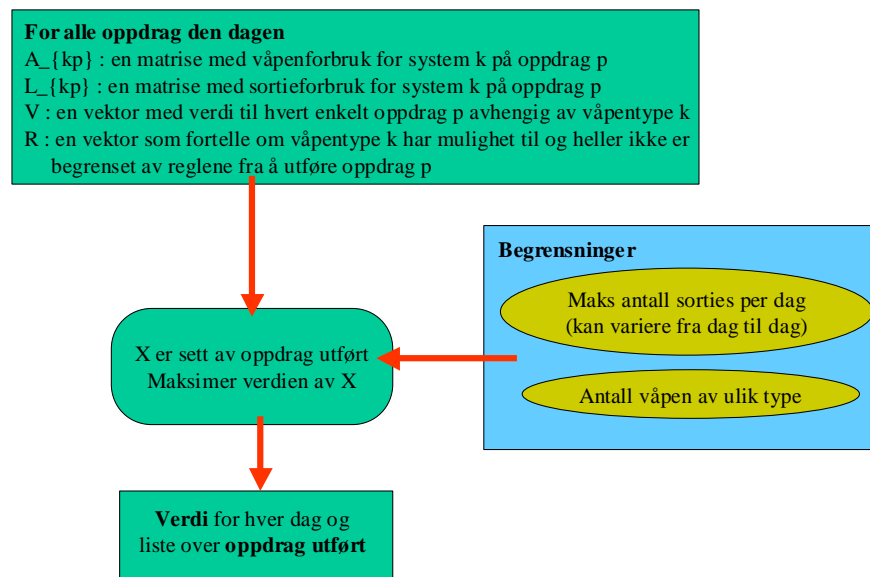 For alle oppdrag den dagen
A_{kp} : en matrise med våpenforbruk for system k på oppdrag p
L_{kp} : en matrise med sortieforbruk for system k på oppdrag p
V : en vektor med verdi til hvert enkelt oppdrag p avhengig av våpentype k
R : en vektor som fortelle om våpentype k har mulighet til og heller ikke er
begrenset av reglene fra å utføre oppdrag p
Begrensninger
Maks antall sorties per dag
(kan variere fra dag til dag)
Antall våpen av ulik type
X er sett av oppdrag utført
Maksimer verdien av X
Verdi for hver dag og
liste over oppdrag utført